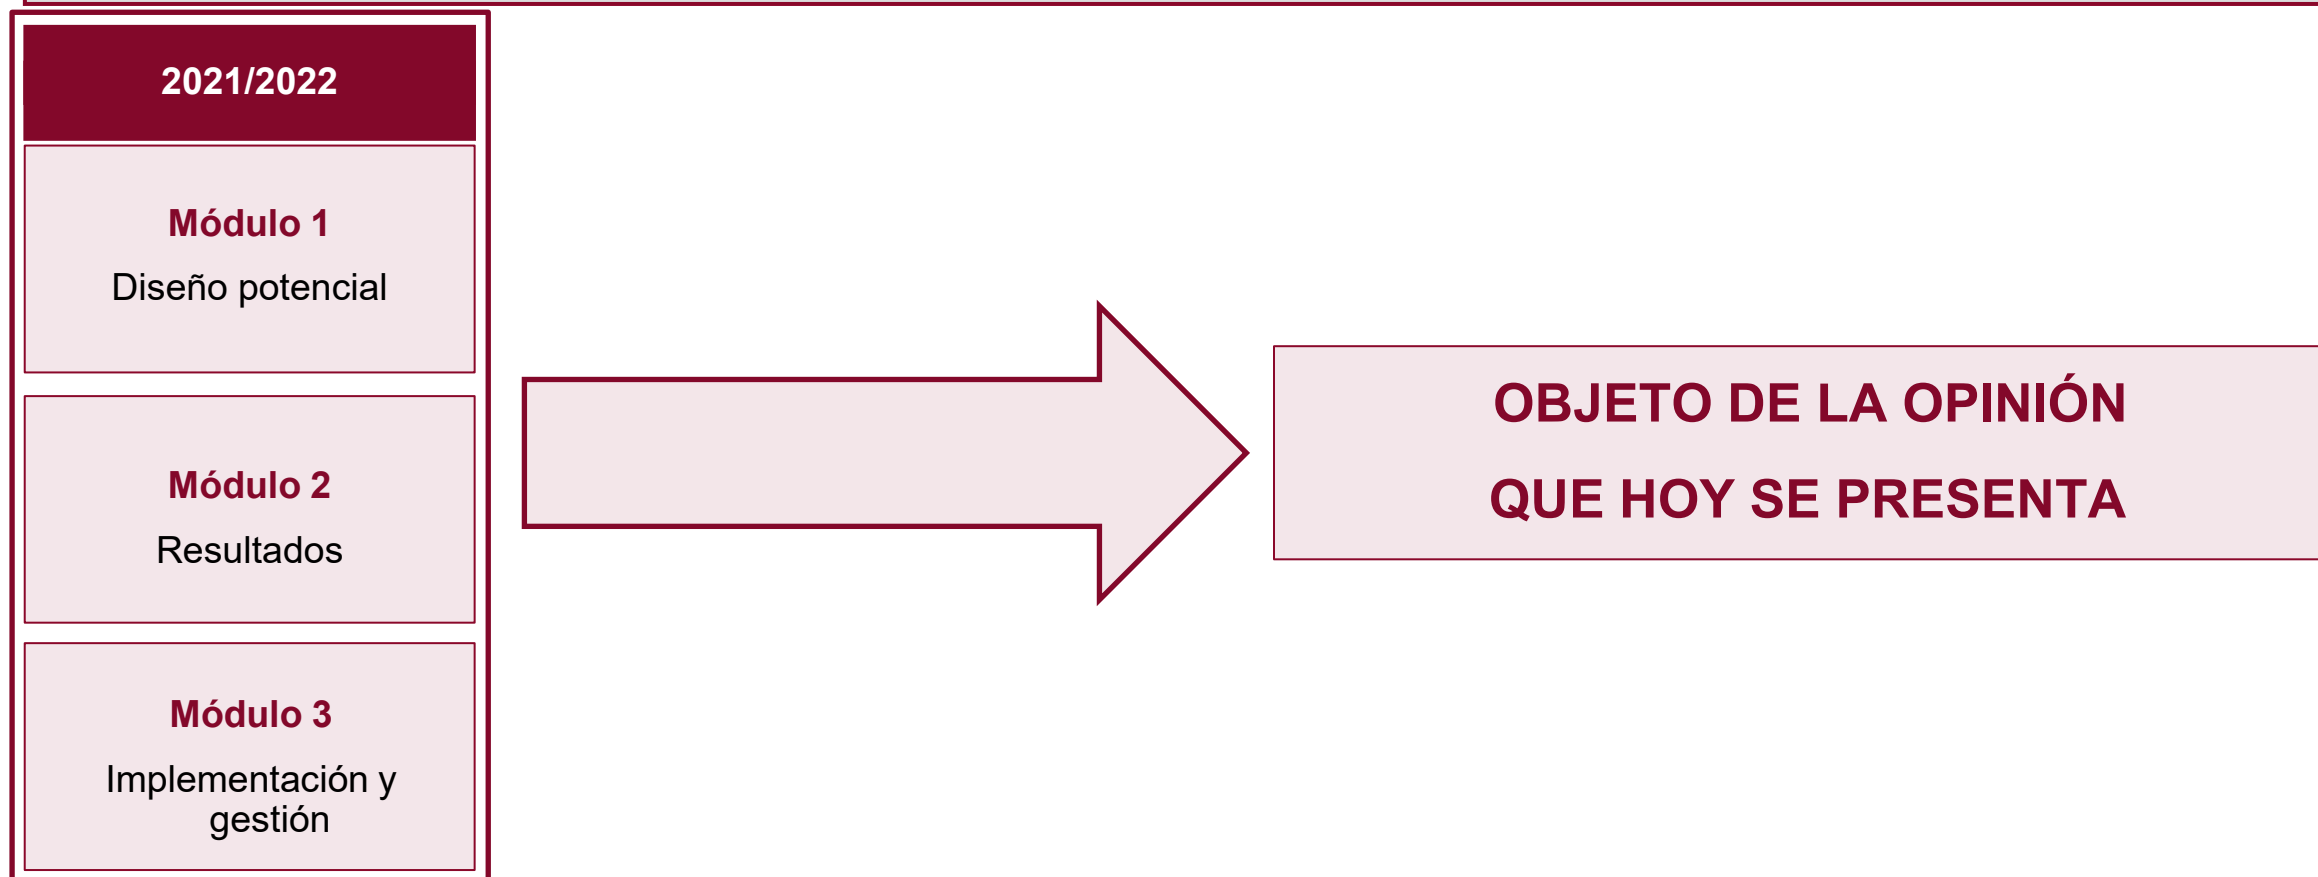 2021/2022
Módulo 1
Diseño potencial
Módulo 2
Resultados
Módulo 3
Implementación y
gestión
OBJETO DE LA OPINIÓN
QUE HOY SE PRESENTA